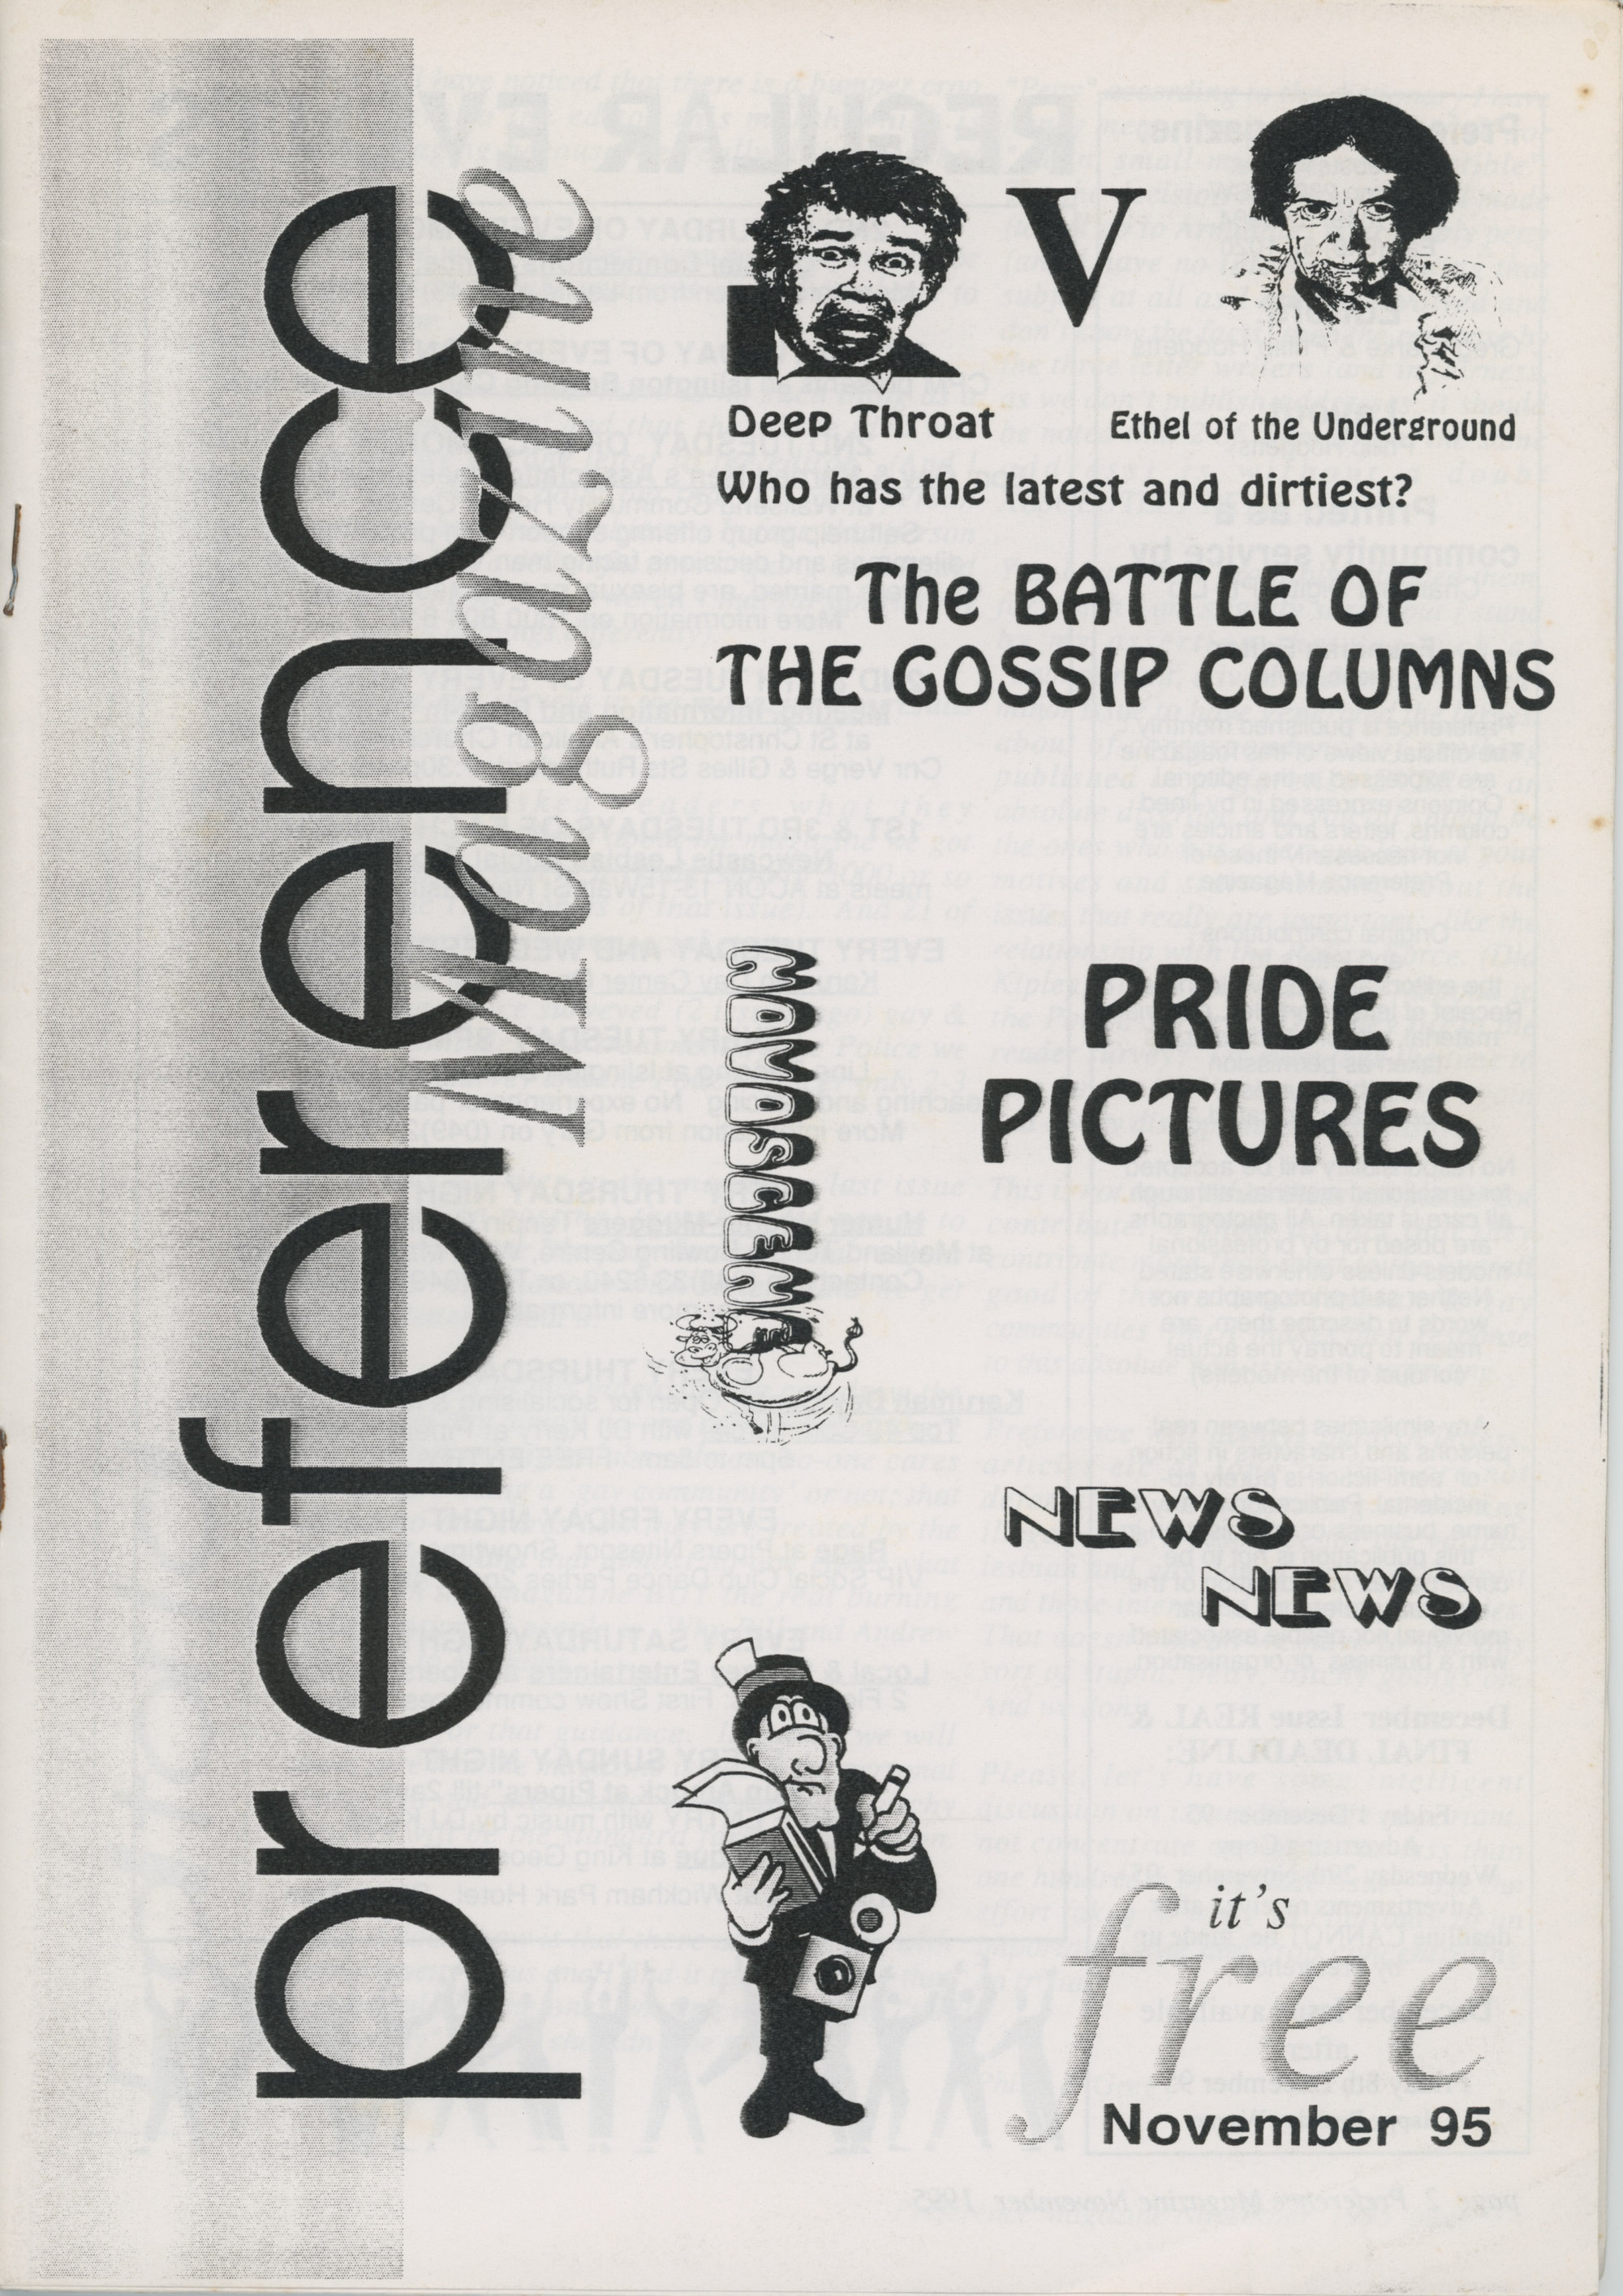 preference
Magazine
V
Deep Throat
Ethel of the Underground
Who has the latest and dirtiest?
The BATTLE OF
THE GOSSIP COLUMNS
NOVOSCENE
PRIDE
PICTURES
NEWS
NEWS
it's
free
November 95